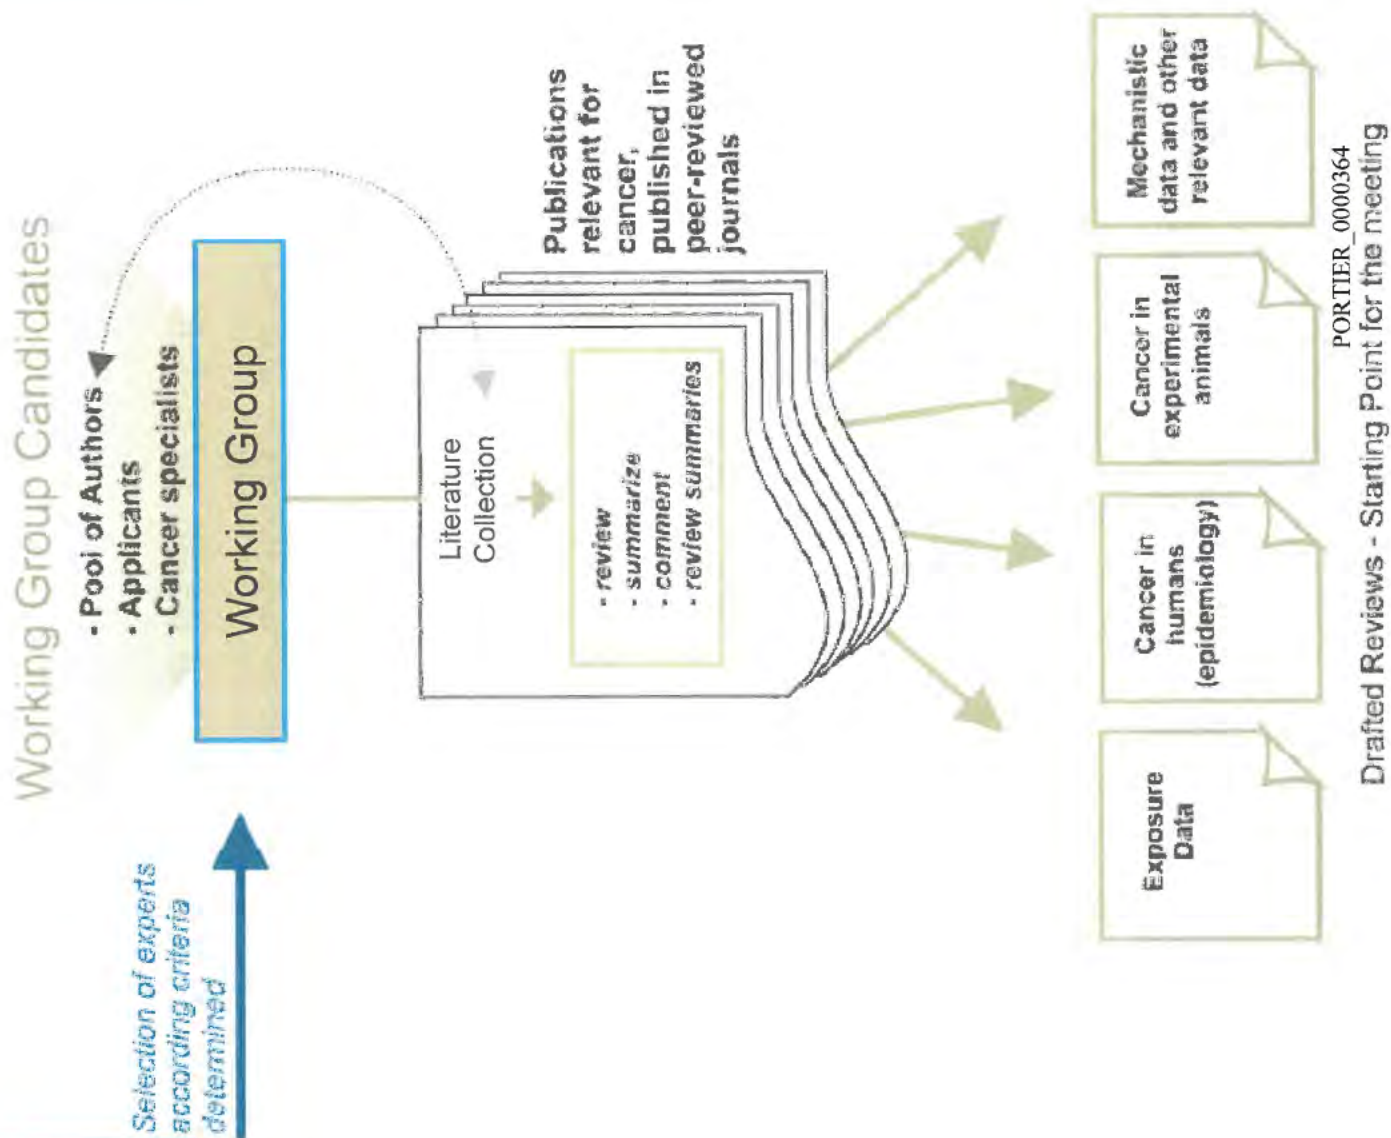 Working Group Candidates
- Pool of Authors
- Applicants
- Cancer specialists
Selection of experts
according criteria
determined
Working Group
Literature
Collection
- review
- summarize
- comment
- review summaries
Publications
relevant for
cancer,
published in
peer-reviewed
journals
Exposure
Data
Cancer in
humans
(epidemiology)
Cancer in
experimental
animals
Mechanistic
data and other
relevant data
PORTIER_0000364
Drafted Reviews - Starting Point for the meeting